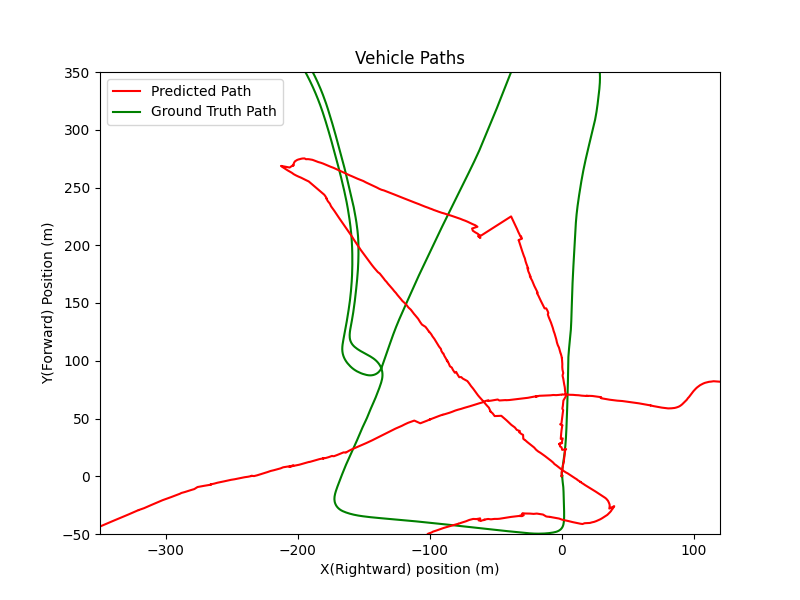 Vehicle Paths
Predicted Path
Ground Truth Path
Y(Forward) Position (m)
350
300
250
200
150
100
50
0
−50
−300
−200
−100
0
100
X(Rightward) position (m)